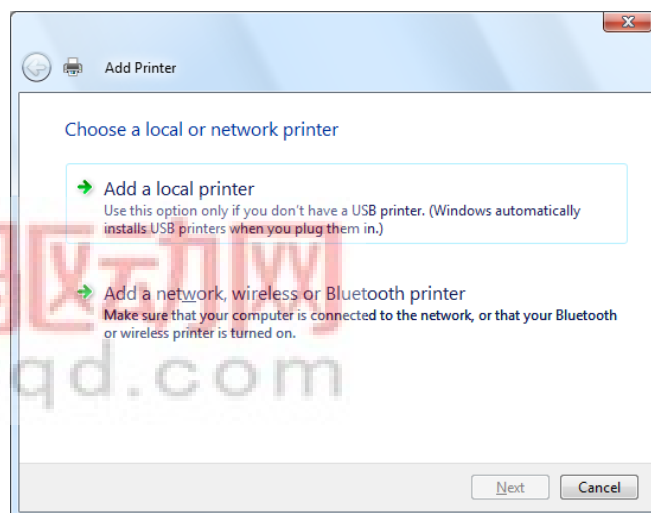 Add Printer
Choose a local or network printer
Add a local printer
Use this option only if you don't have a USB printer. (Windows automatically
installs USB printers when you plug them in.)
驱动网
Add a network, wireless or Bluetooth printer
Make sure that your computer is connected to the network, or that your Bluetooth
or wireless printer is turned on.
qd.com
Next
Cancel